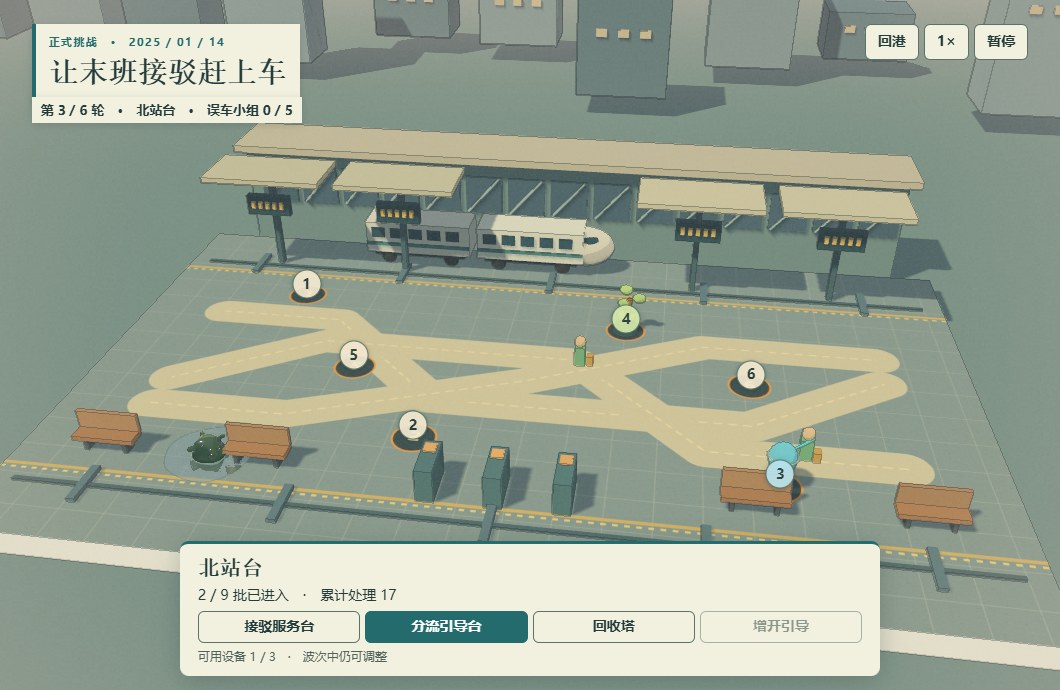 正式挑战 • 2025 / 01 / 14
让末班接驳赶上车
第 3 / 6 轮 • 北站台 • 误车小组 0 / 5
回港
1×
暂停
1
4
5
6
2
3
北站台
2 / 9 批已进入 · 累计处理 17
接驳服务台
分流引导台
回收塔
增开引导
可用设备 1 / 3 · 波次中仍可调整